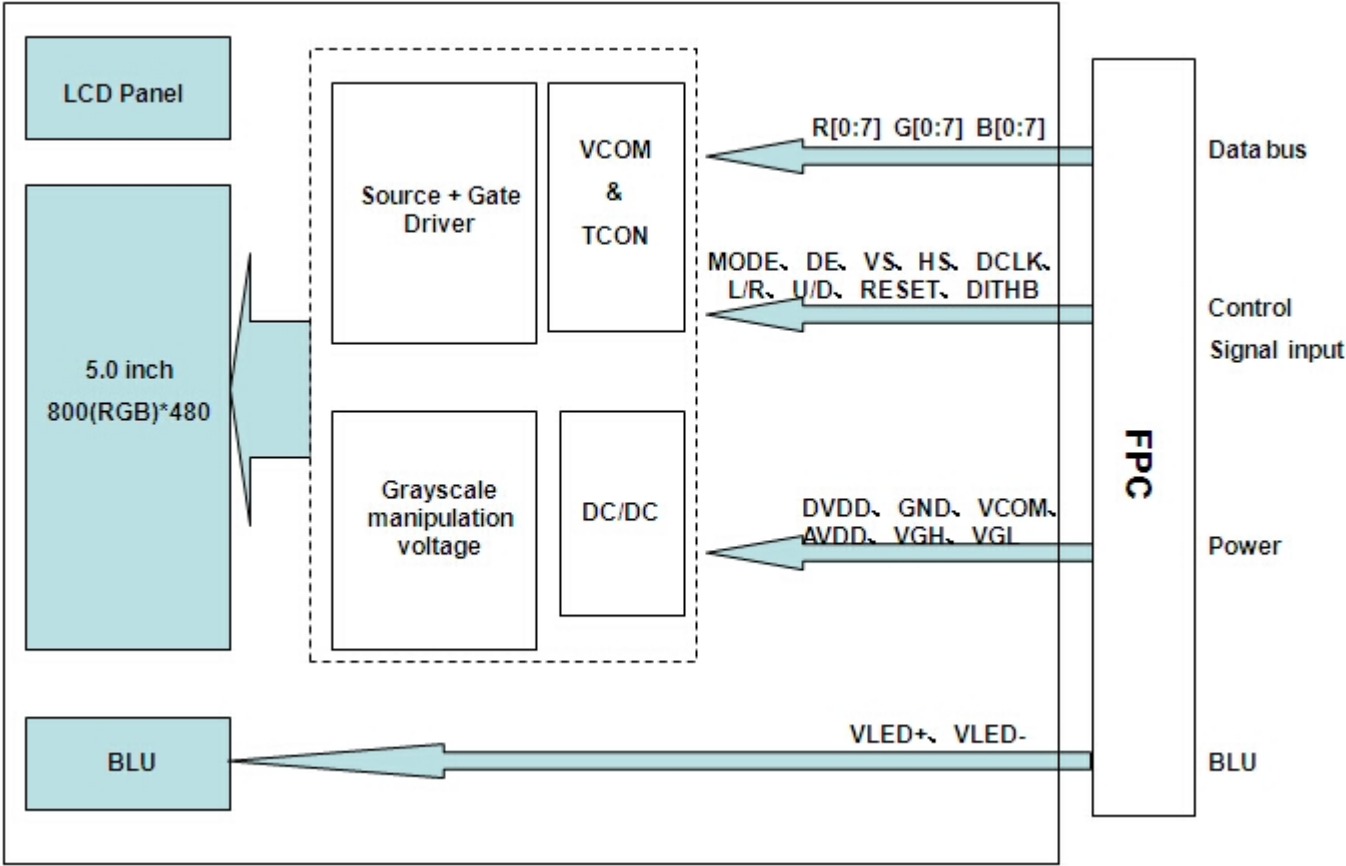 LCD Panel
5.0 inch
800(RGB)*480
BLU
Source + Gate
Driver
VCOM
&
TCON
Grayscale
manipulation
voltage
DC/DC
R[0:7] G[0:7] B[0:7]
MODE、DE、VS、HS、DCLK、
L/R、U/D、RESET、DITHB
DVDD、GND、VCOM、
AVDD、VGH、VGL
VLED+、VLED-
FPC
Data bus
Control
Signal input
Power
BLU